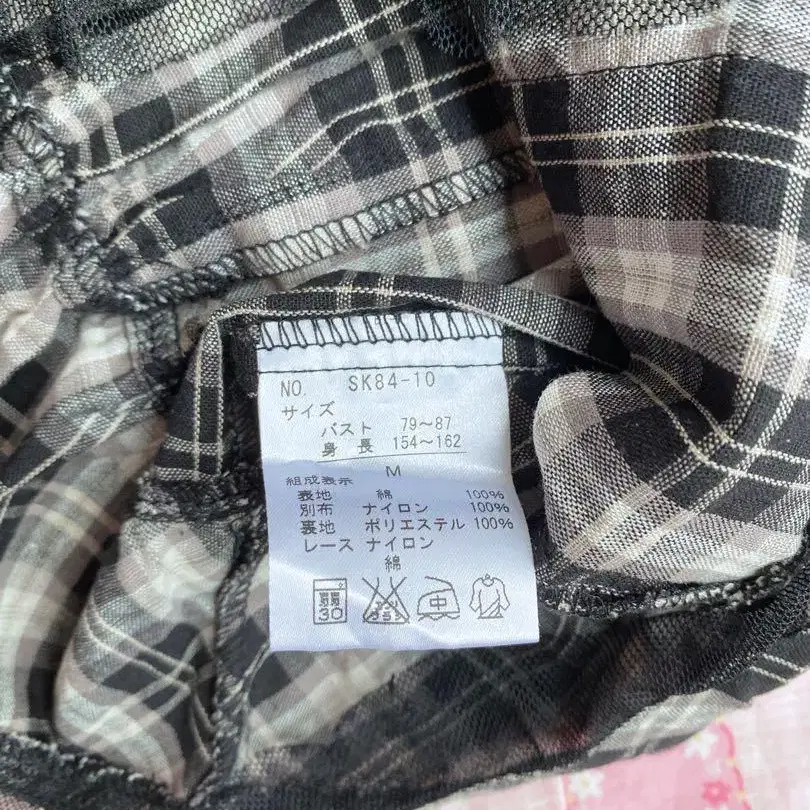 NO. SK84-10
サイズ
バスト 79〜87
身長 154〜162
M
組成表示
表地 綿 100%
別布 ナイロン 100%
裏地 ポリエステル 100%
レース ナイロン
綿
弱 30 中